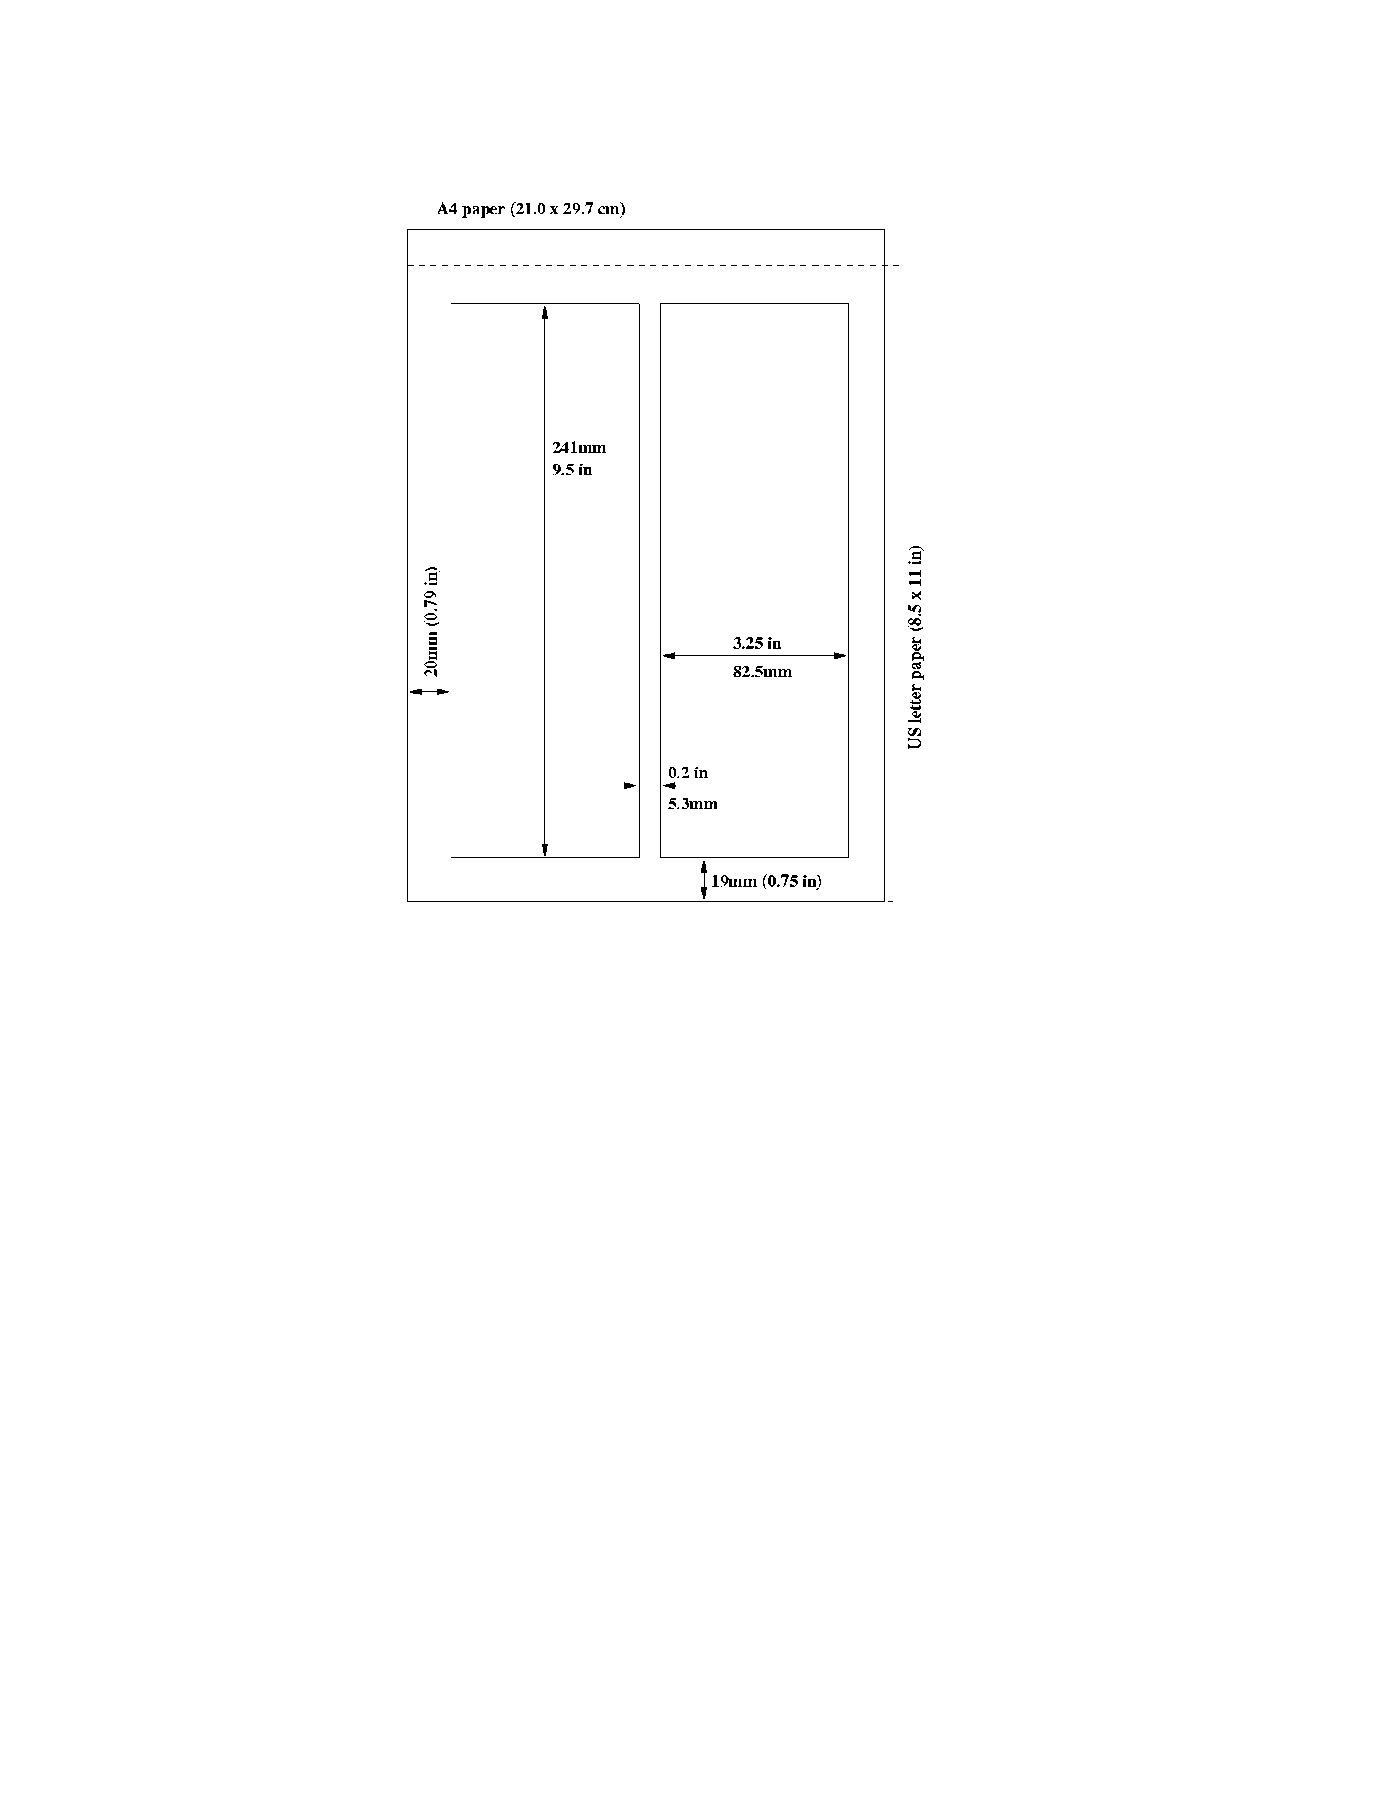 A4 paper (21.0 x 29.7 cm)
241mm
9.5 in
20mm (0.79 in)
US letter paper (8.5 x 11 in)
3.25 in
82.5mm
0.2 in
5.3mm
19mm (0.75 in)